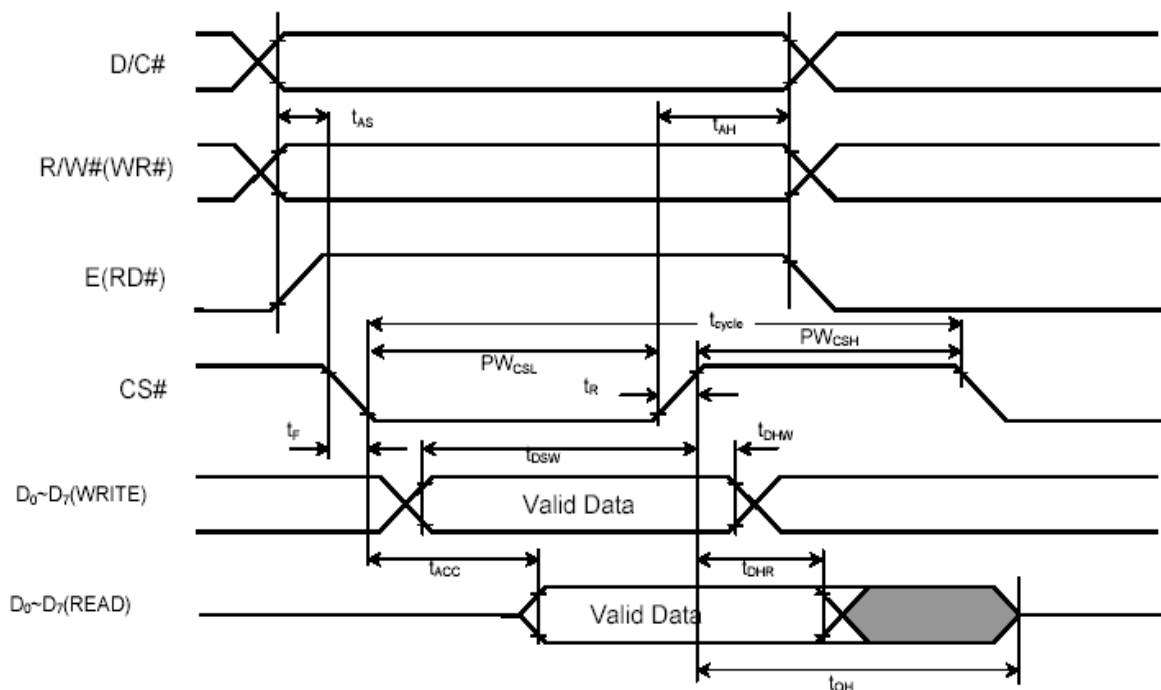 D/C#
tAS
tAH
R/W#(WR#)
E(RD#)
tcycle
PWCSH
PWCSL
CS#
tR
tF
tDSW
tDHW
D0~D7(WRITE)
Valid Data
tACC
tDHR
D0~D7(READ)
Valid Data
tOH